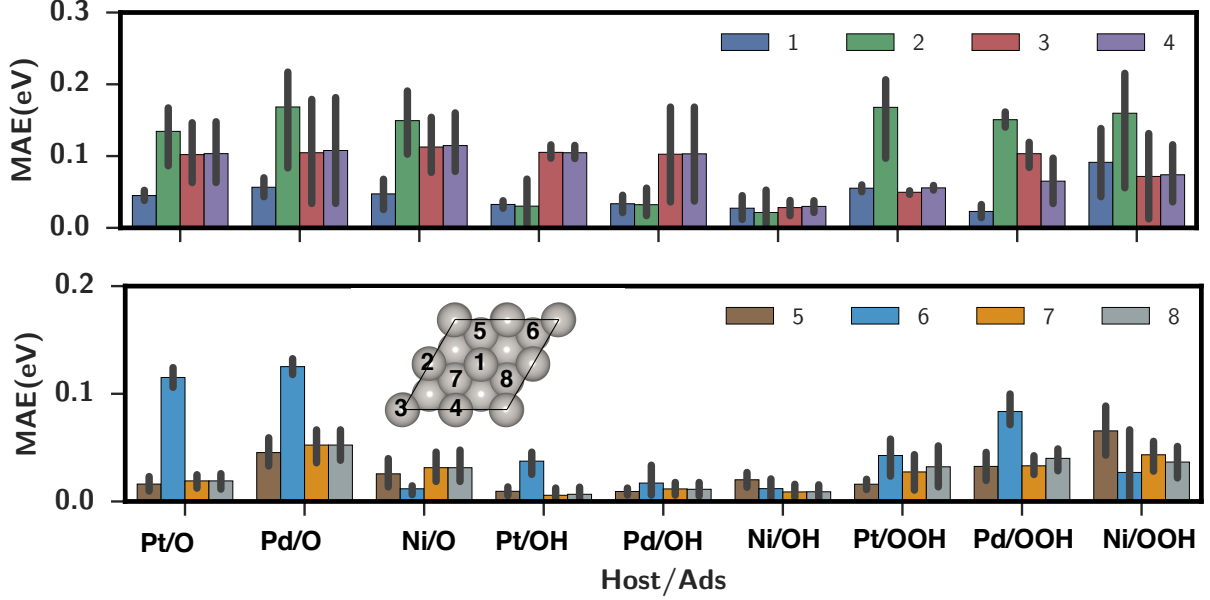 0.3
1 2 3 4
0.2
0.1
0.0
MAE(eV)
0.2
5 6 7 8
0.1
0.0
MAE(eV)
5 6
2 1
7 8
3 4
Pt/O Pd/O Ni/O Pt/OH Pd/OH Ni/OH Pt/OOH Pd/OOH Ni/OOH
Host/Ads